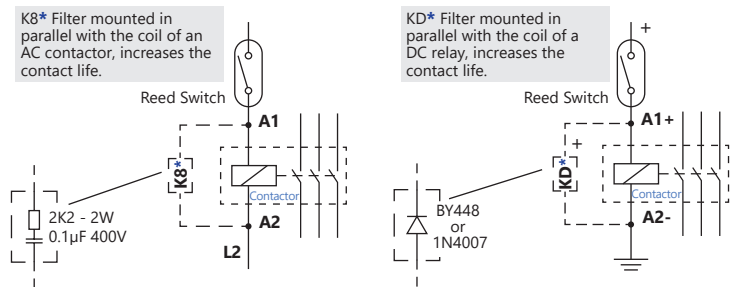 K8* Filter mounted in
parallel with the coil of an
AC contactor, increases the
contact life.
Reed Switch
A1
K8*
Contactor
A2
L2
2K2 - 2W
0.1µF 400V
KD* Filter mounted in
parallel with the coil of a
DC relay, increases the
contact life.
+
Reed Switch
A1+
+
KD*
Contactor
A2-
BY448
or
1N4007